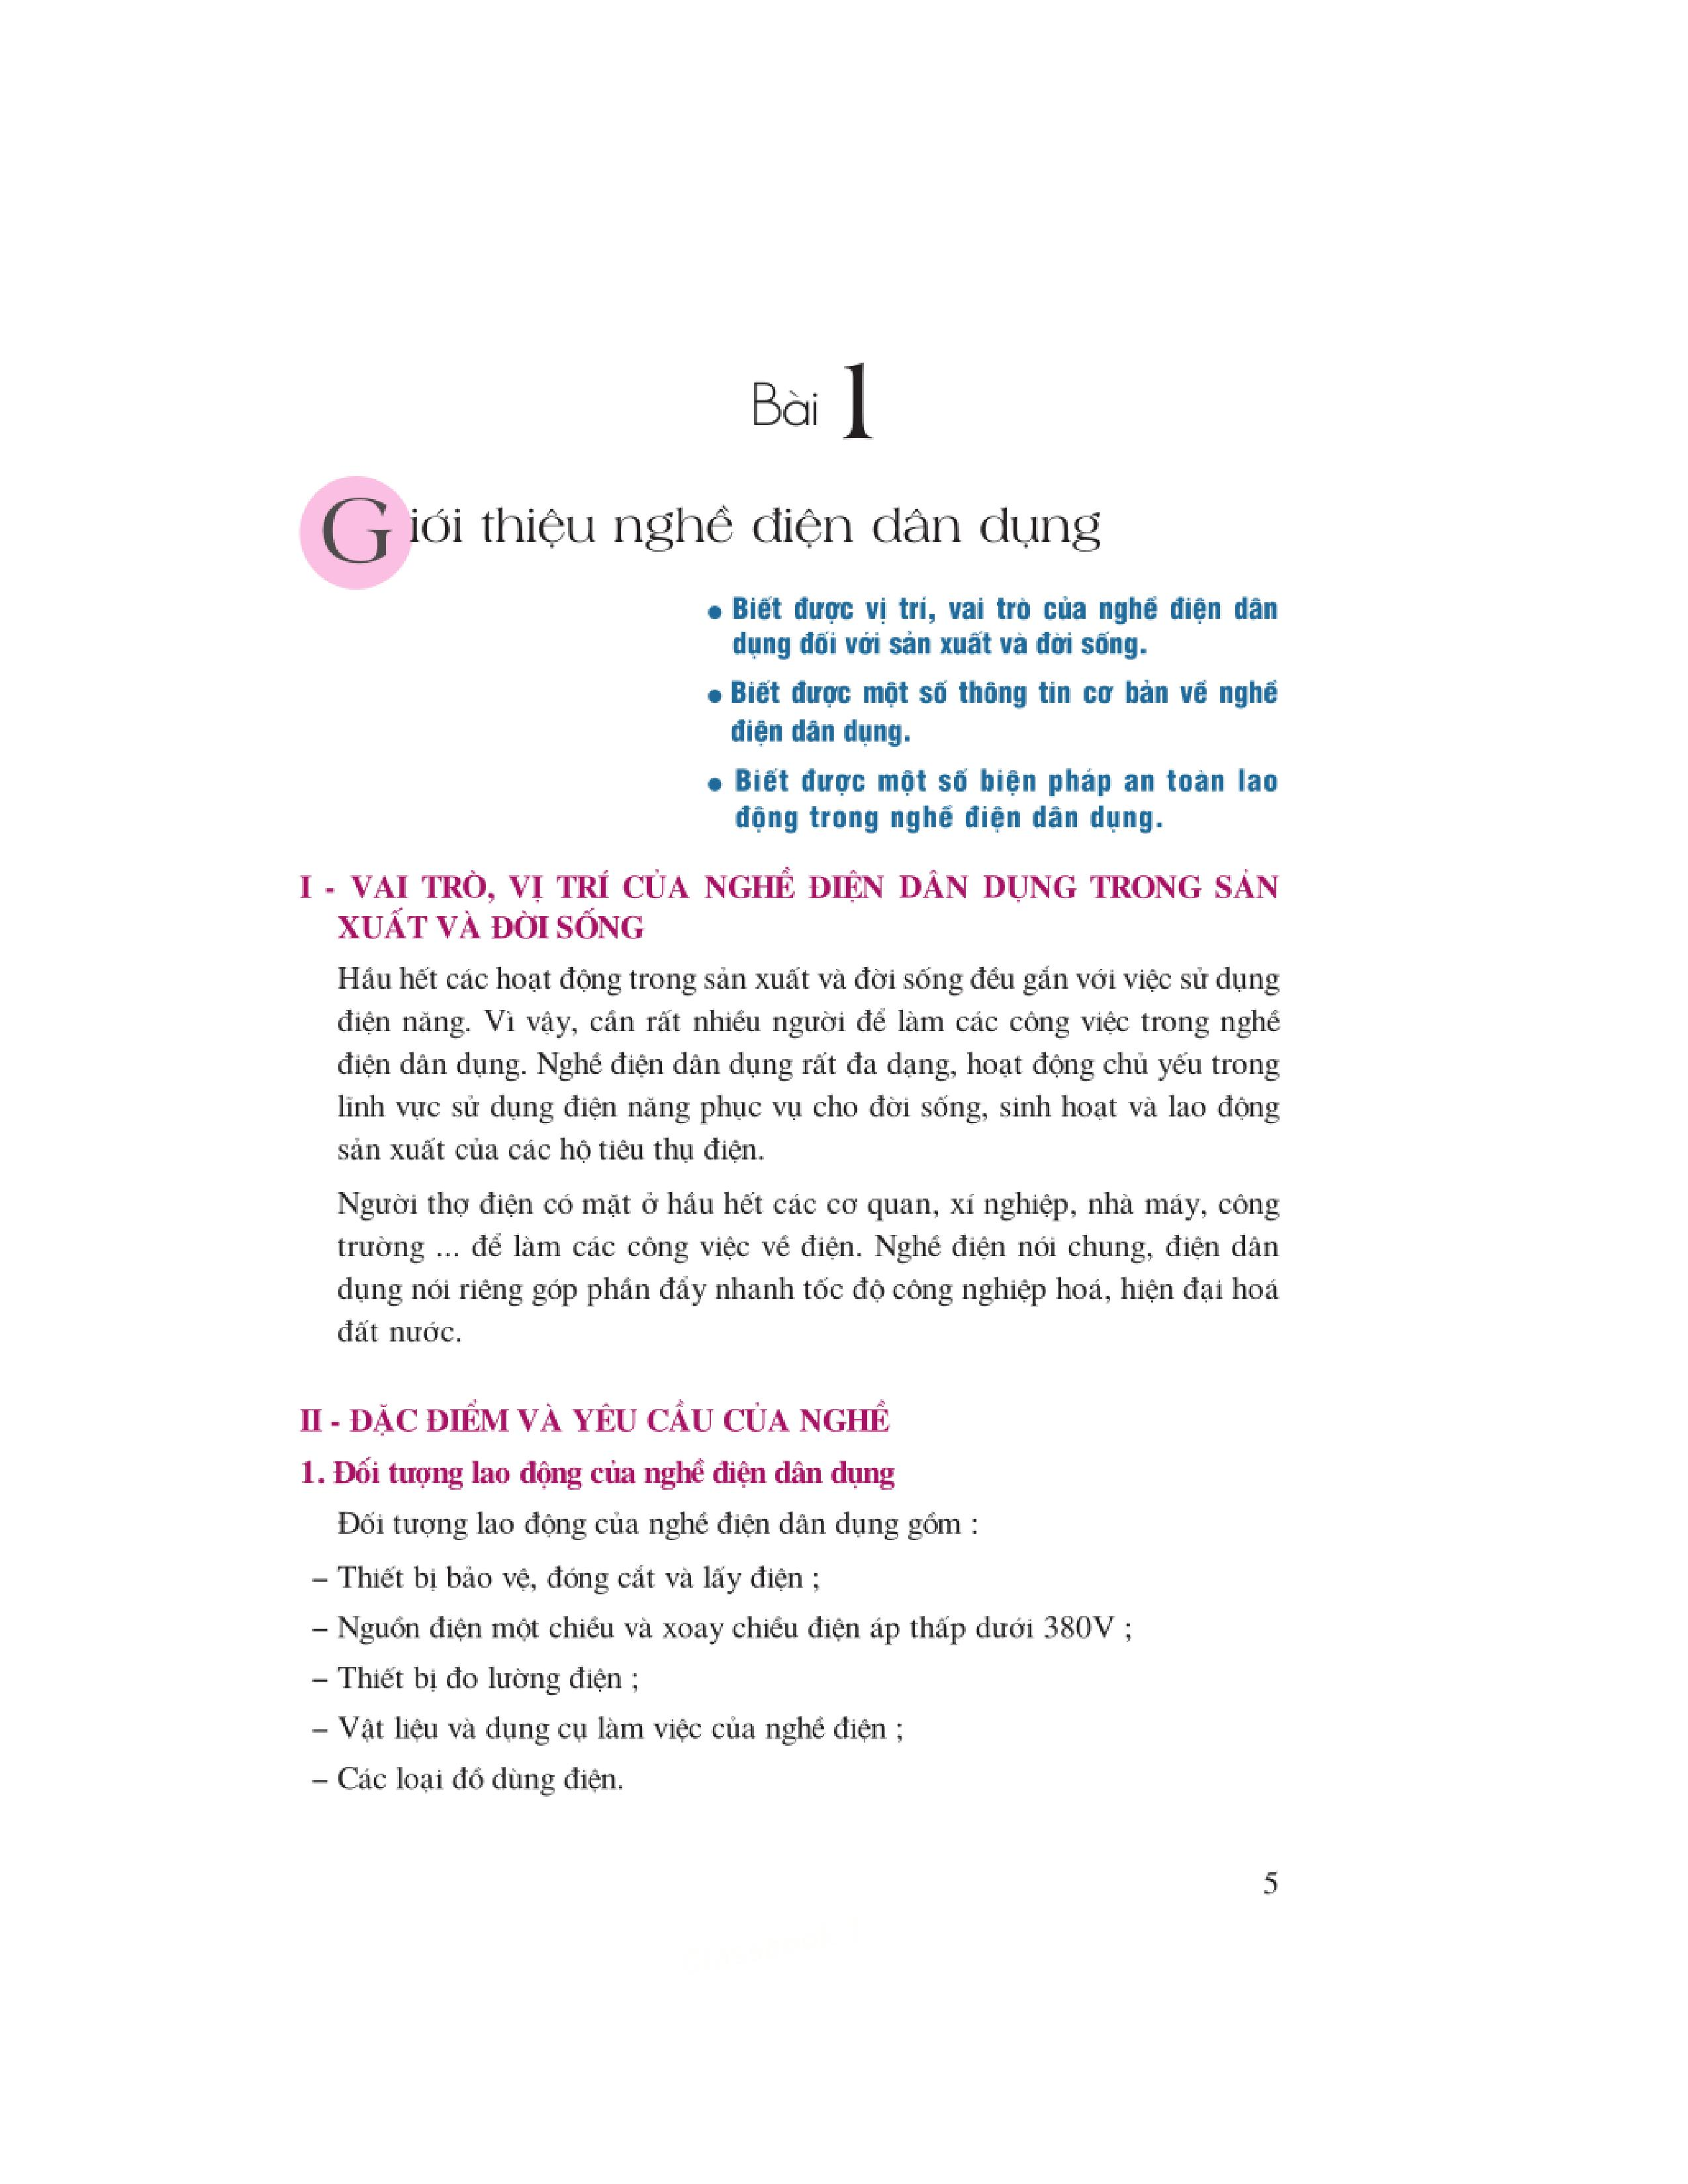 Bài 1
Giới thiệu nghề điện dân dụng
● Biết được vị trí, vai trò của nghề điện dân
dụng đối với sản xuất và đời sống.
● Biết được một số thông tin cơ bản về nghề
điện dân dụng.
● Biết được một số biện pháp an toàn lao
động trong nghề điện dân dụng.
I - VAI TRÒ, VỊ TRÍ CỦA NGHỀ ĐIỆN DÂN DỤNG TRONG SẢN
XUẤT VÀ ĐỜI SỐNG
Hầu hết các hoạt động trong sản xuất và đời sống đều gắn với việc sử dụng
điện năng. Vì vậy, cần rất nhiều người để làm các công việc trong nghề
điện dân dụng. Nghề điện dân dụng rất đa dạng, hoạt động chủ yếu trong
lĩnh vực sử dụng điện năng phục vụ cho đời sống, sinh hoạt và lao động
sản xuất của các hộ tiêu thụ điện.
Người thợ điện có mặt ở hầu hết các cơ quan, xí nghiệp, nhà máy, công
trường ... để làm các công việc về điện. Nghề điện nói chung, điện dân
dụng nói riêng góp phần đẩy nhanh tốc độ công nghiệp hoá, hiện đại hoá
đất nước.
II - ĐẶC ĐIỂM VÀ YÊU CẦU CỦA NGHỀ
1. Đối tượng lao động của nghề điện dân dụng
Đối tượng lao động của nghề điện dân dụng gồm :
– Thiết bị bảo vệ, đóng cắt và lấy điện ;
– Nguồn điện một chiều và xoay chiều điện áp thấp dưới 380V ;
– Thiết bị đo lường điện ;
– Vật liệu và dụng cụ làm việc của nghề điện ;
– Các loại đồ dùng điện.
5